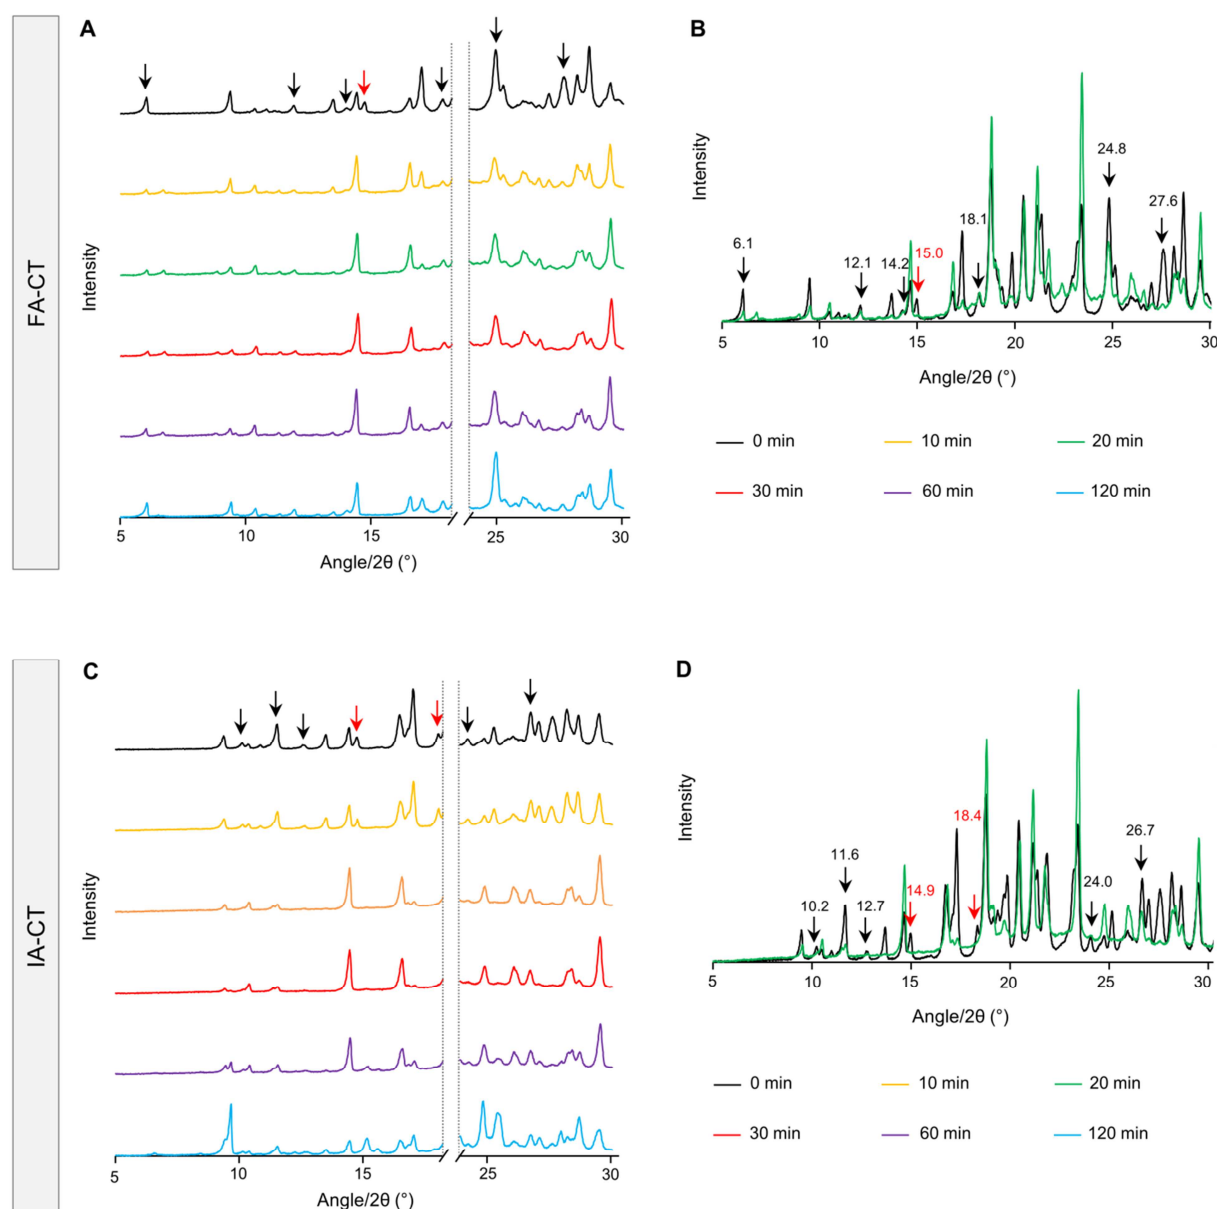 FA-CT
A
Intensity
5
10
15
25
30
Angle/2θ (°)
B
Intensity
6.1
12.1
14.2
15.0
18.1
24.8
27.6
5
10
15
20
25
30
Angle/2θ (°)
0 min
10 min
20 min
30 min
60 min
120 min
IA-CT
C
Intensity
5
10
15
25
30
Angle/2θ (°)
D
Intensity
10.2
11.6
12.7
14.9
18.4
24.0
26.7
5
10
15
20
25
30
Angle/2θ (°)
0 min
10 min
20 min
30 min
60 min
120 min